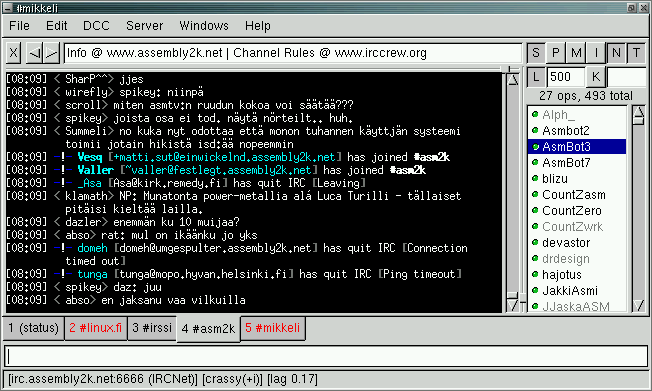 #mikkeli
File Edit DCC Server Windows Help
X Info @ www.assembly2k.net | Channel Rules @ www.irccrew.org S P M I N T
L 500 K
27 ops, 493 total
[08:09] < SharP^^> jjes
[08:09] < wirefly> spikey: niinpä
[08:09] < scroll> miten asmtv:n ruudun kokoa voi säätää???
[08:09] < spikey> joista osa ei tod. näytä nörteilt.. huh.
[08:09] < Summeli> no kuka nyt odottaa että monon tuhannen käyttjän systeemi
toimii jotain hikistä isd:ää nopeemmin
[08:09] -!- Vesq [+matti.sut@einwickelnd.assembly2k.net] has joined #asm2k
[08:09] -!- Valler [~valler@festlegt.assembly2k.net] has joined #asm2k
[08:09] -!- _Asa [Asa@kirk.remedy.fi] has quit IRC [Leaving]
[08:09] < klamath> NP: Munatonta power-metallia alá Luca Turilli - tällaiset
pitäisi kieltää lailla.
[08:09] < dazler> enemmän ku 10 muijaa?
[08:09] < abso> rat: mul on ikäänku jo yks
[08:09] -!- domeh [domeh@umgespulter.assembly2k.net] has quit IRC [Connection
timed out]
[08:09] -!- tunga [tunga@mopo.hyvan.helsinki.fi] has quit IRC [Ping timeout]
[08:09] < spikey> daz: juu
[08:09] < abso> en jaksanu vaa vilkuilla
Alph_
Asmbot2
AsmBot3
AsmBot7
blizu
CountZasm
CountZero
CountZwrk
devastor
drdesign
hajotus
JakkiAsmi
JJaskaASM
1 (status) 2 #linux.fi 3 #irssi 4 #asm2k 5 #mikkeli
[irc.assembly2k.net:6666 (IRCNet)] [crassy(+i)] [lag 0.17]